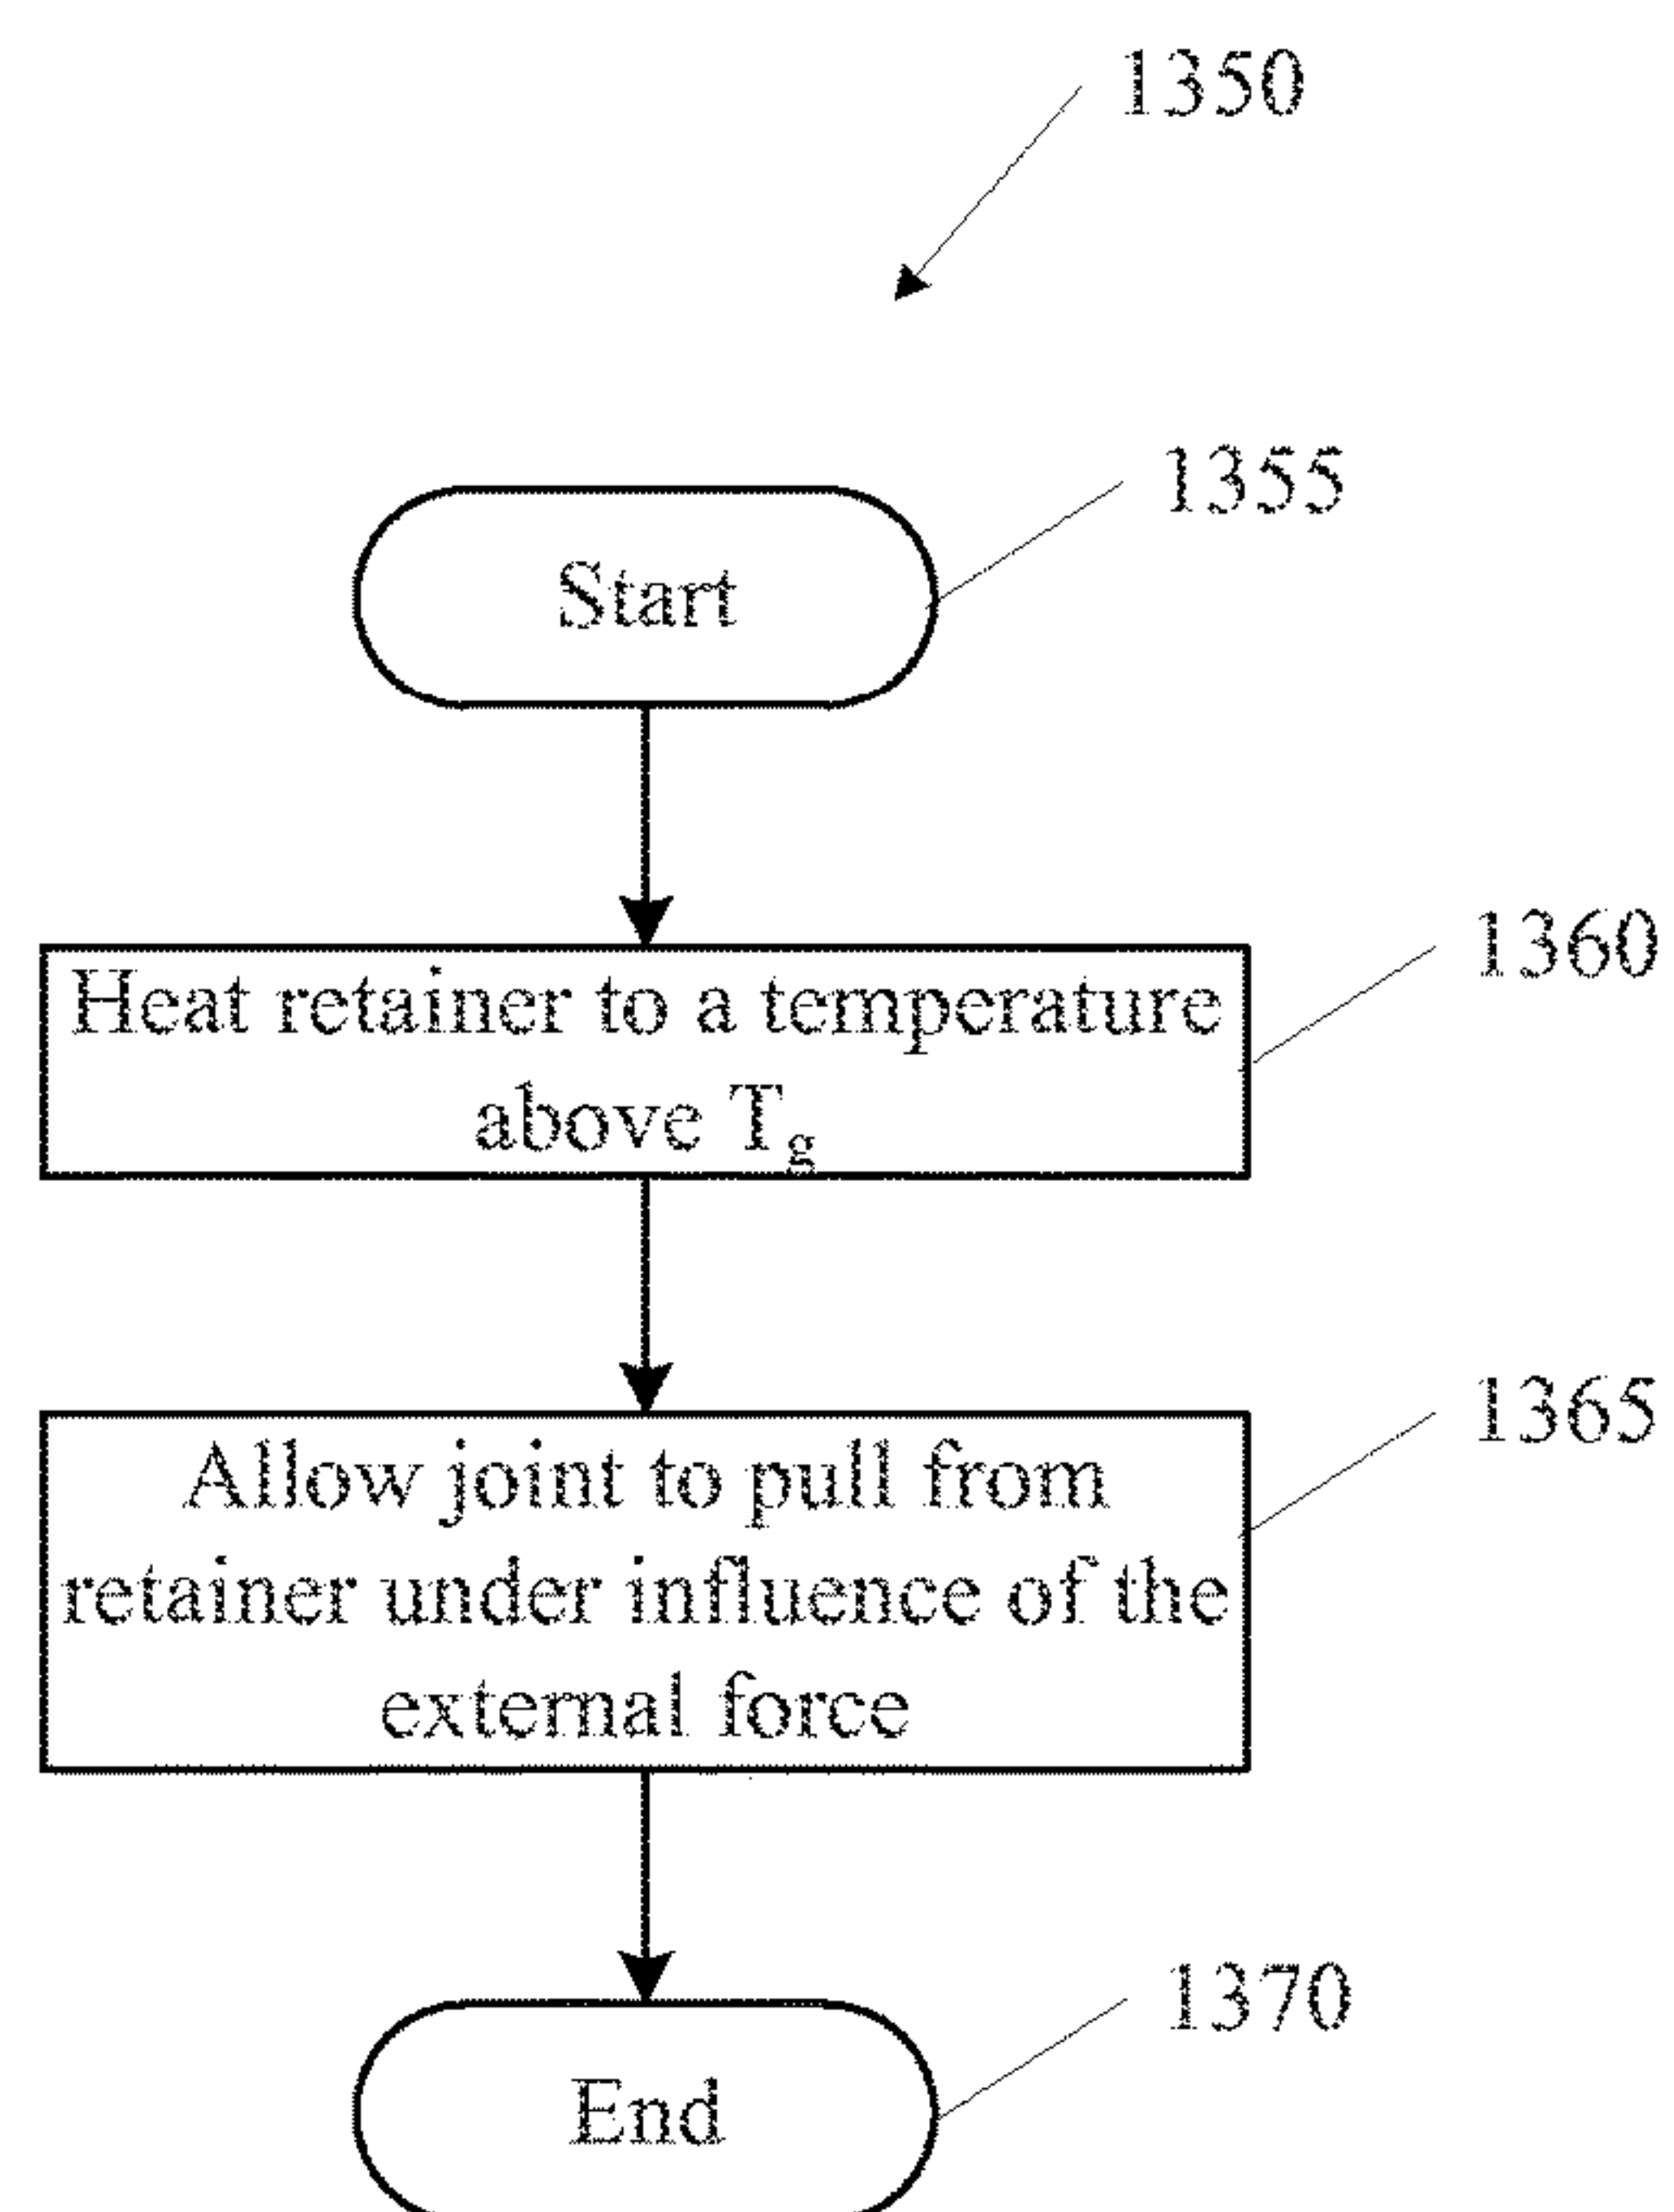 1350
1355
Start
1360
Heat retainer to a temperature
above Tg
1365
Allow joint to pull from
retainer under influence of the
external force
1370
End